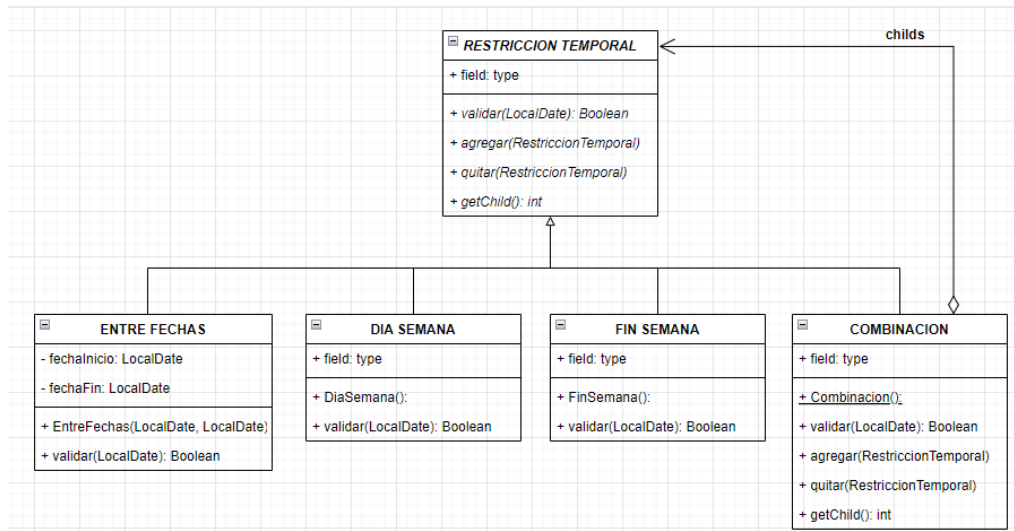 childs
RESTRICCION TEMPORAL
+ field: type
+ validar(LocalDate): Boolean
+ agregar(RestriccionTemporal)
+ quitar(RestriccionTemporal)
+ getChild(): int
ENTRE FECHAS
- fechaInicio: LocalDate
- fechaFin: LocalDate
+ EntreFechas(LocalDate, LocalDate)
+ validar(LocalDate): Boolean
DIA SEMANA
+ field: type
+ DiaSemana():
+ validar(LocalDate): Boolean
FIN SEMANA
+ field: type
+ FinSemana():
+ validar(LocalDate): Boolean
COMBINACION
+ field: type
+ Combinacion():
+ validar(LocalDate): Boolean
+ agregar(RestriccionTemporal)
+ quitar(RestriccionTemporal)
+ getChild(): int